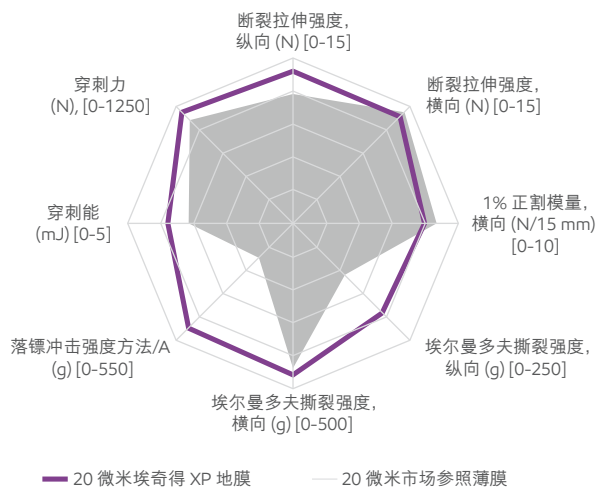 断裂拉伸强度，
纵向 (N) [0-15]
断裂拉伸强度，
横向 (N) [0-15]
1% 正割模量，
横向 (N/15 mm)
[0-10]
埃尔曼多夫撕裂强度，
纵向 (g) [0-250]
埃尔曼多夫撕裂强度，
横向 (g) [0-500]
落镖冲击强度方法/A
(g) [0-550]
穿刺能
(mJ) [0-5]
穿刺力
(N), [0-1250]
20 微米埃奇得 XP 地膜
20 微米市场参照薄膜